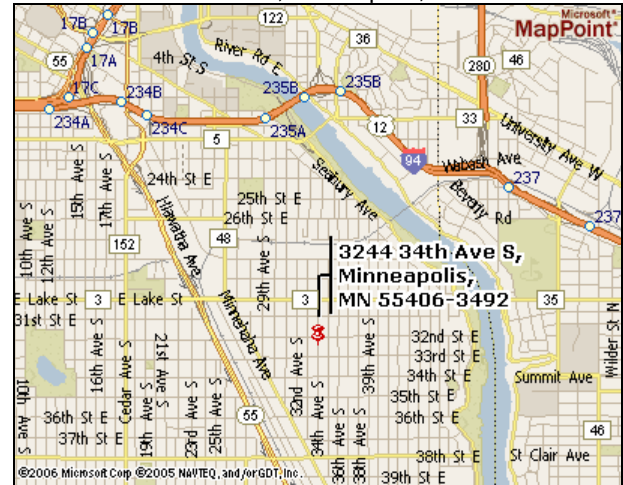 Microsoft®
MapPoint®
122
17B
17B
36
River Rd E
55
17A
4th St S
280
46
17C
234B
235B
235B
234A
234C
235A
12
33
University Ave W
5
94
Wabash Ave
Seabury Ave
237
24th St E
15th Ave S
17th Ave S
25th St E
Beverly Rd
26th St E
237
Hiawatha Ave
10th Ave S
12th Ave S
152
48
29th Ave S
3244 34th Ave S,
Minneapolis,
MN 55406-3492
E Lake St
3
E Lake St
3
35
31st St E
Minnehaha Ave
Wilder St N
32nd St E
33rd St E
34th St E
Summit Ave
16th Ave S
21st Ave S
32nd Ave S
39th Ave S
35th St E
10th Ave S
Cedar Ave
19th Ave S
23rd Ave S
25th Ave S
34th Ave S
36th St E
55
36th St E
46
37th St E
36th Ave S
38th Ave S
38th St E
St Clair Ave
39th St E
©2006 Microsoft Corp ©2005 NAVTEQ, and/or GDT, Inc.